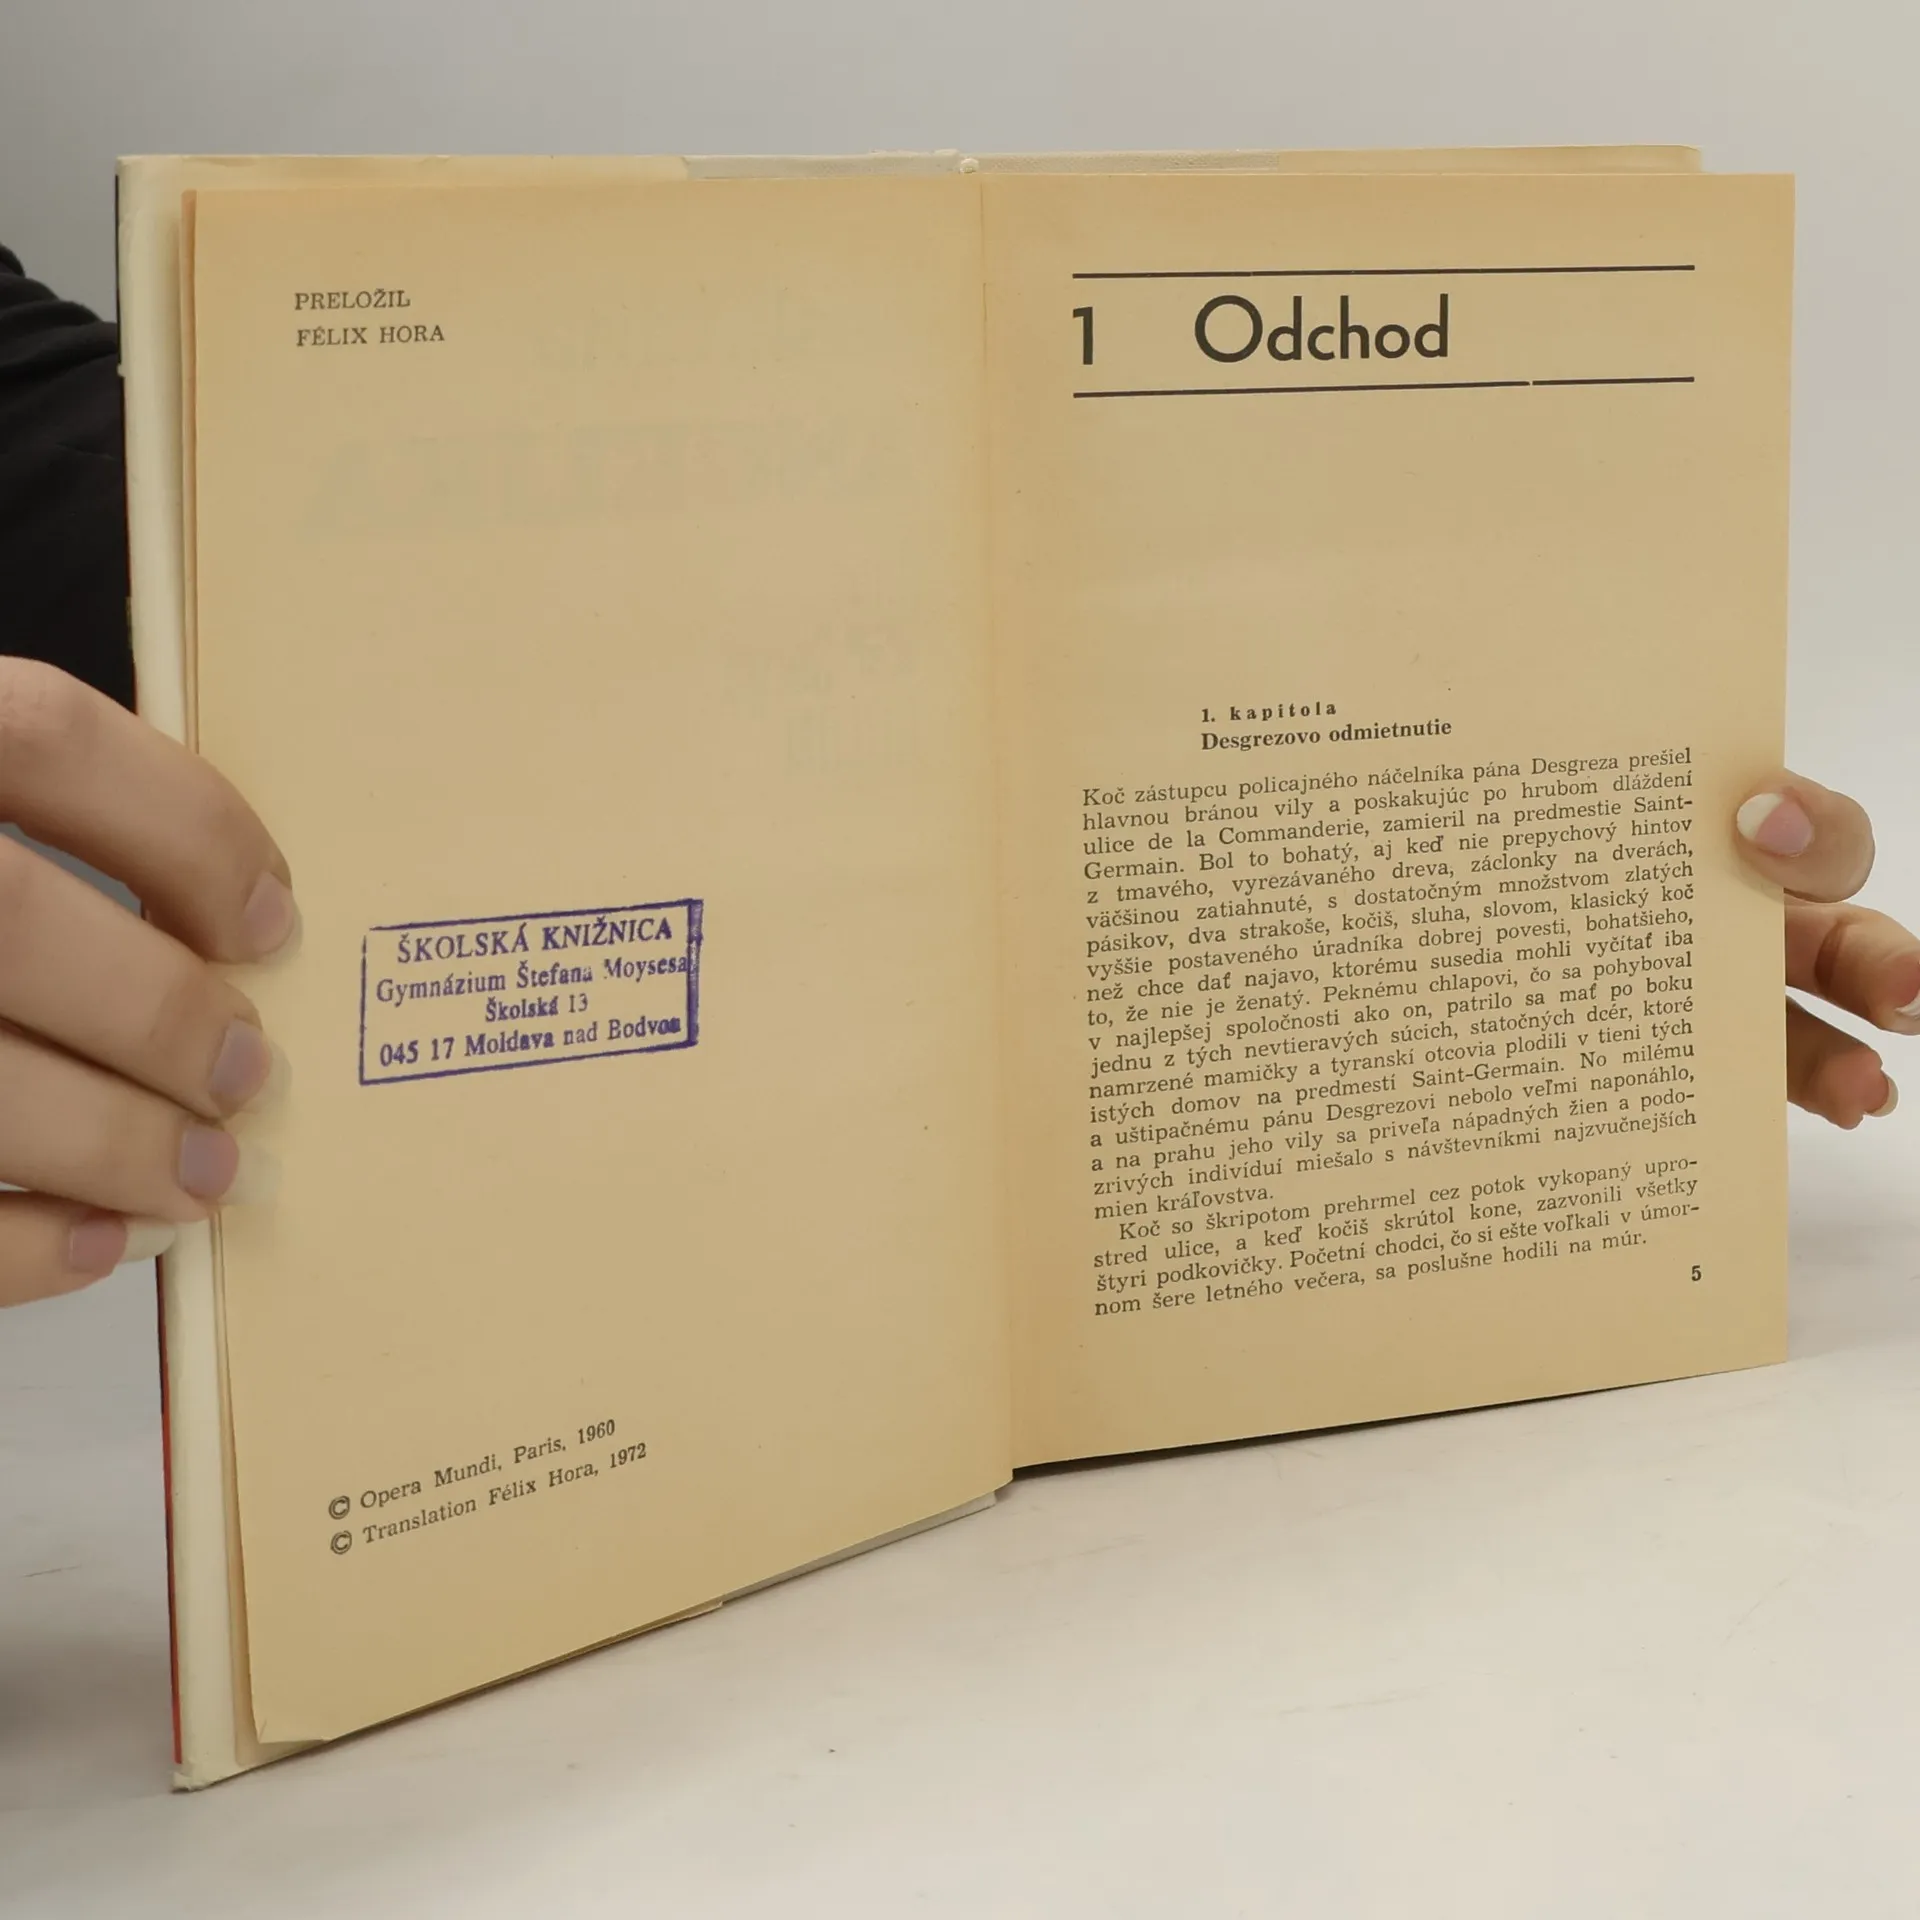 PRELOŽIL
FÉLIX HORA
ŠKOLSKÁ KNIŽNICA
Gymnázium Štefana Moysesa
Školská 13
045 17 Moldava nad Bodvou
© Opera Mundi, Paris, 1960
© Translation Félix Hora, 1972
1 Odchod
1. kapitola
Desgrezovo odmietnutie
Koč zástupcu policajného náčelníka pána Desgreza prešiel
hlavnou bránou vily a poskakujúc po hrubom dláždení
ulice de la Commanderie, zamieril na predmestie Saint-
Germain. Bol to bohatý, aj keď nie prepychový hintov
z tmavého, vyrezávaného dreva, záclonky na dverách,
väčšinou zatiahnuté, s dostatočným množstvom zlatých
pásikov, dva strakoše, kočiš, sluha, slovom, klasický koč
vyššie postaveného úradníka dobrej povesti, bohatšieho,
než chce dať najavo, ktorému susedia mohli vyčítať iba
to, že nie je ženatý. Peknému chlapovi, čo sa pohyboval
v najlepšej spoločnosti ako on, patrilo sa mať po boku
jednu z tých nevtieravých súcich, statočných dcér, ktoré
namrzené mamičky a tyranskí otcovia plodili v tieni tých
istých domov na predmestí Saint-Germain. No milému
a uštipačnému pánu Desgrezovi nebolo veľmi naponáhlo,
a na prahu jeho vily sa priveľa nápadných žien a podo-
zrivých indivíduí miešalo s návštevníkmi najzvučnejších
mien kráľovstva.
Koč so škripotom prehrmel cez potok vykopaný upro-
stred ulice, a keď kočiš skrútol kone, zazvonili všetky
štyri podkovičky. Početní chodci, čo si ešte voľkali v úmor-
nom šere letného večera, sa poslušne hodili na múr.
5